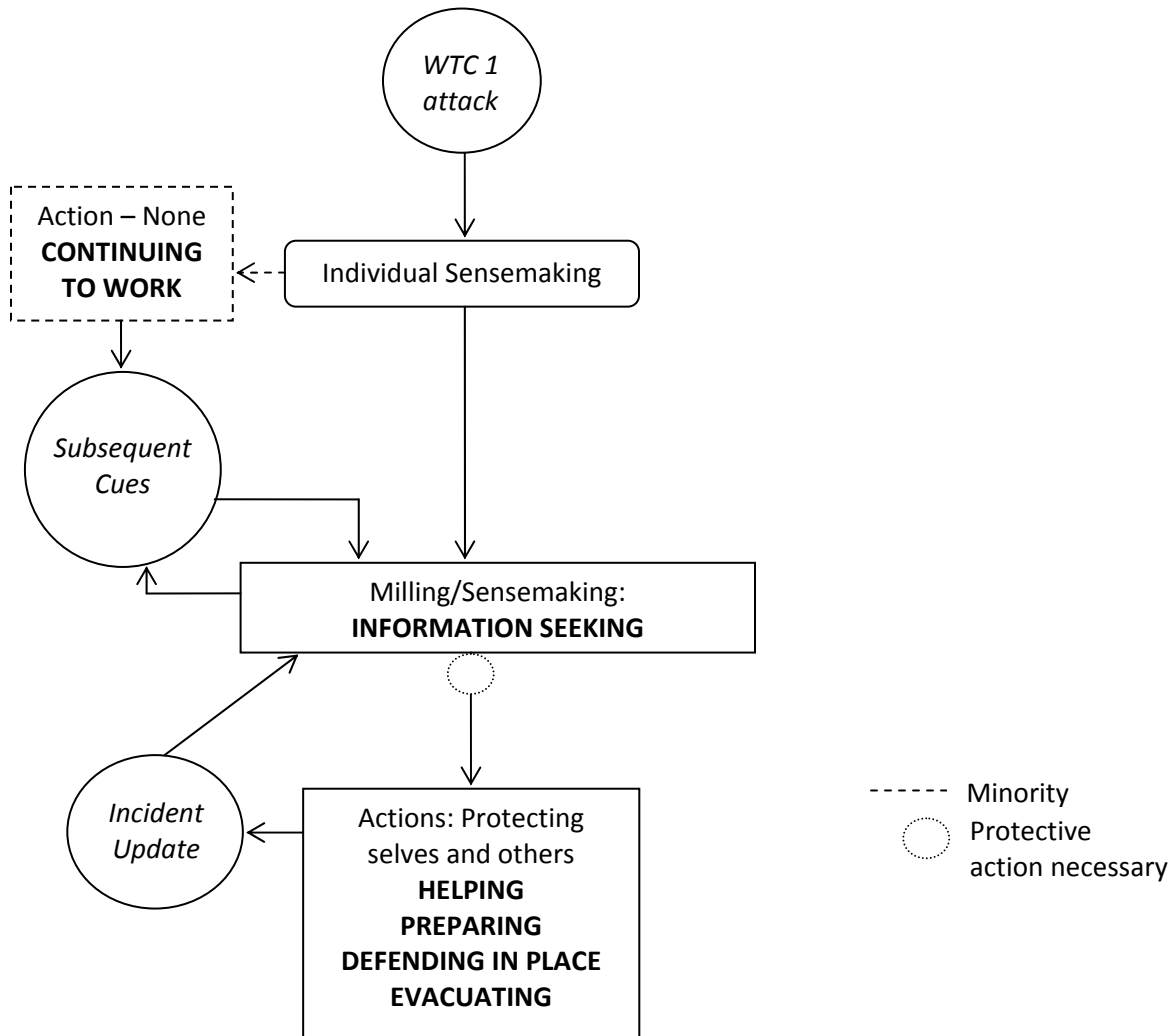 WTC 1
attack
Action – None
CONTINUING
TO WORK
Individual Sensemaking
Subsequent
Cues
Milling/Sensemaking:
INFORMATION SEEKING
Incident
Update
Actions: Protecting
selves and others
HELPING
PREPARING
DEFENDING IN PLACE
EVACUATING
Minority
Protective
action necessary